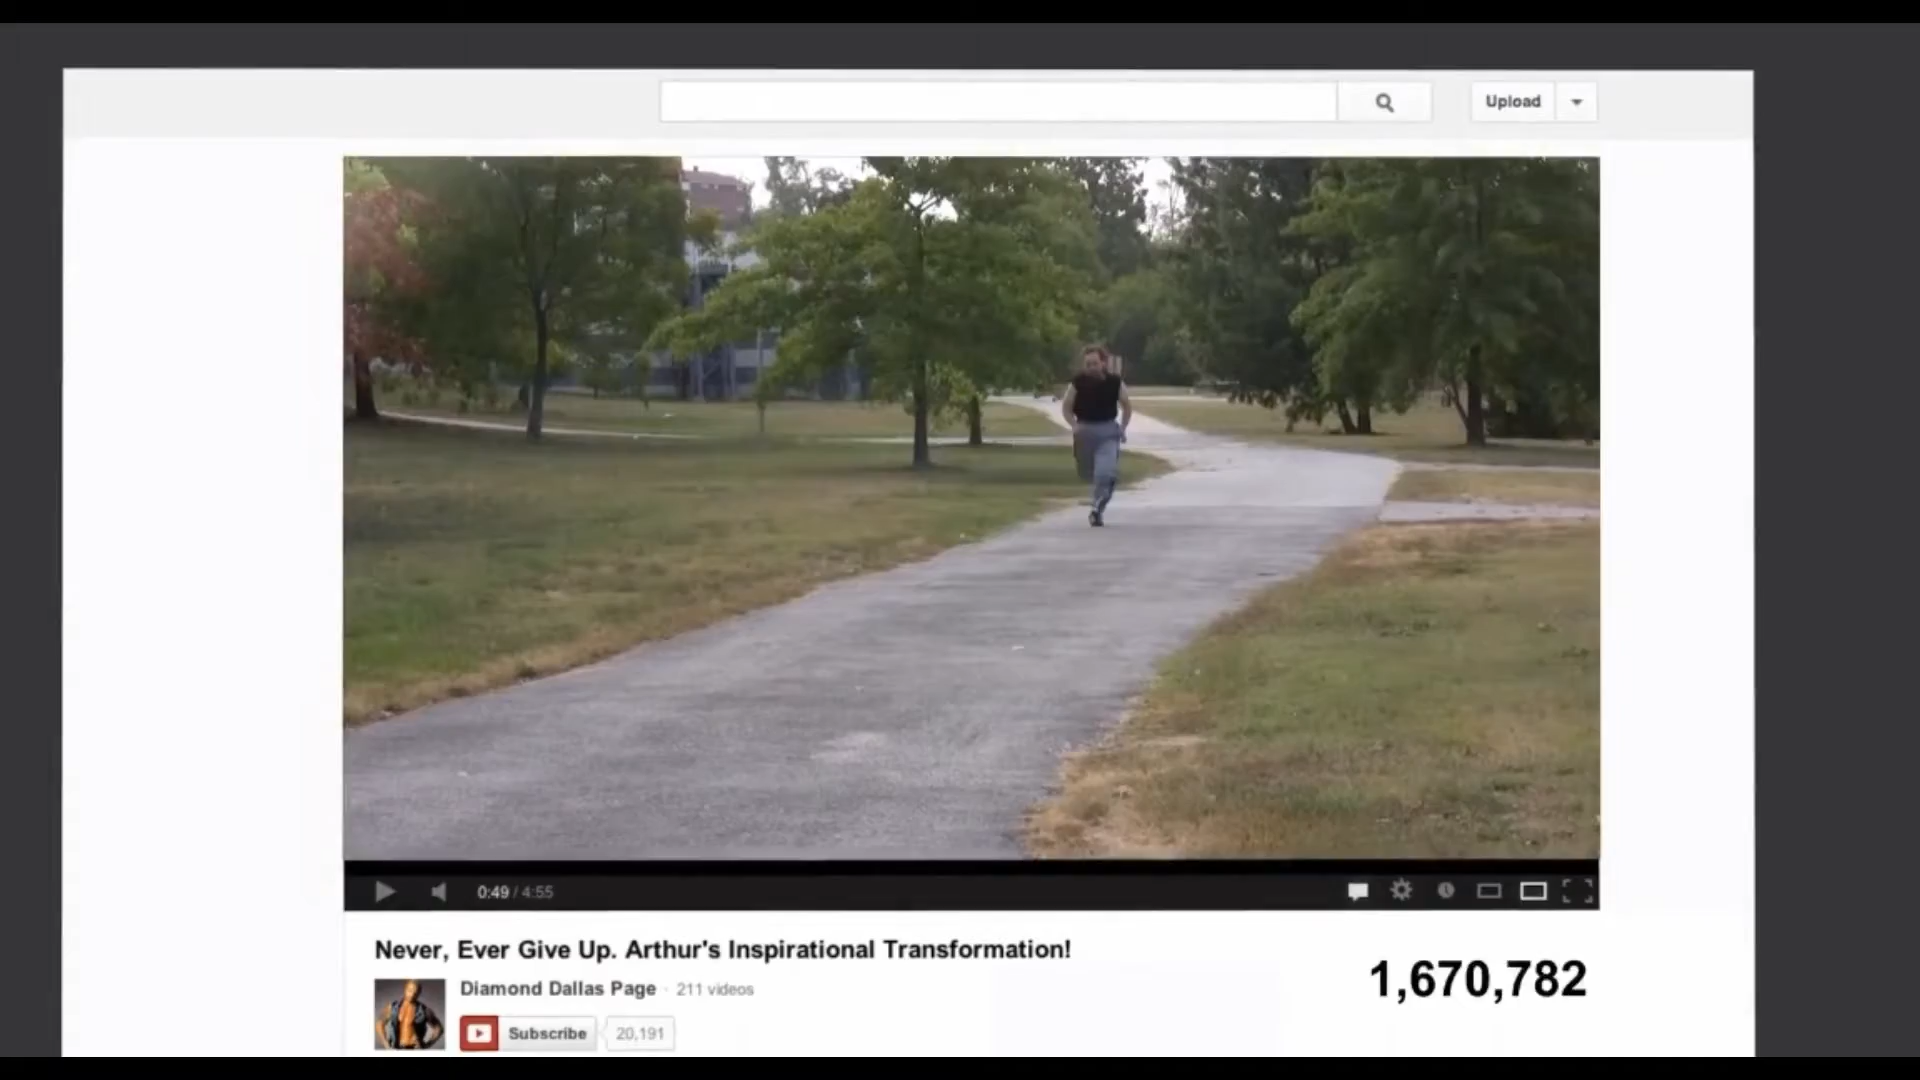 Upload
0:49 / 4:55
Never, Ever Give Up. Arthur's Inspirational Transformation!
1,670,782
Diamond Dallas Page · 211 videos
Subscribe 20,191